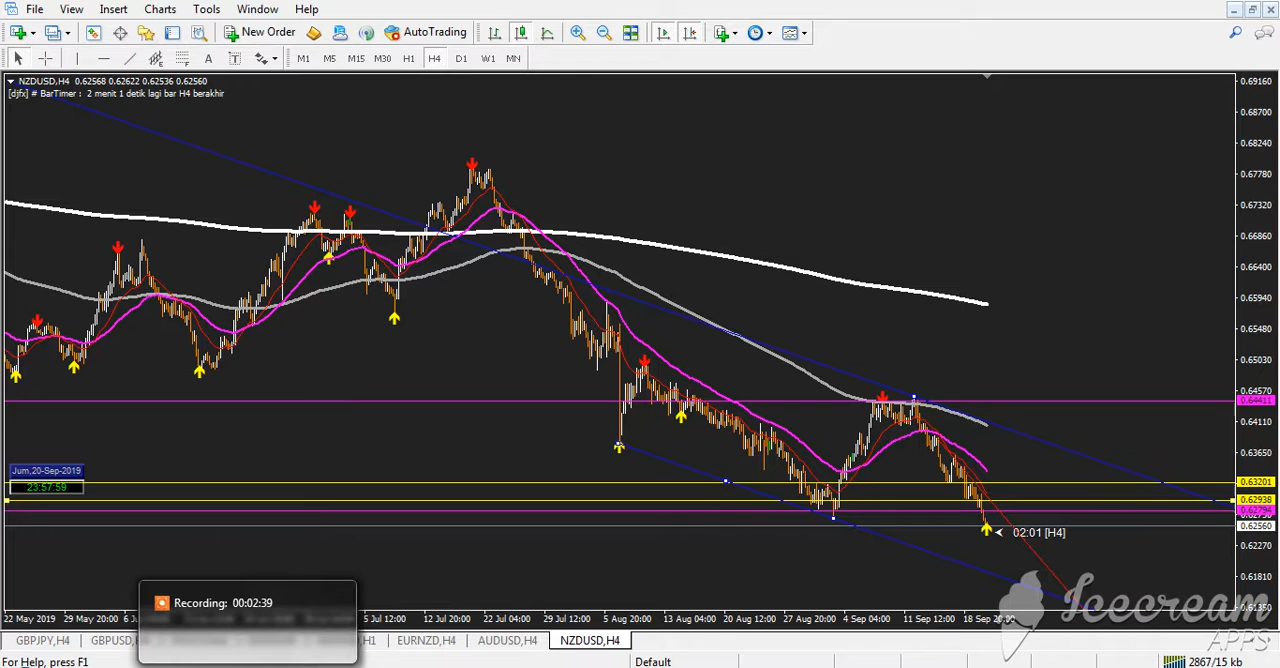 File View Insert Charts Tools Window Help
New Order AutoTrading
A T M1 M5 M15 M30 H1 H4 D1 W1 MN
NZDUSD,H4 0.62568 0.62622 0.62536 0.62560
[djfx] # BarTimer : 2 menit 1 detik lagi bar H4 berakhir
0.69160
0.68700
0.68240
0.67780
0.67320
0.66860
0.66400
0.65940
0.65480
0.65030
0.64570
0.64411
0.64110
0.63650
0.63201
0.62938
0.62794
0.62560
0.62270
0.61810
0.61350
Jum,20-Sep-2019
23:57:59
02:01 [H4]
Recording: 00:02:39
Icecream
APPS
22 May 2019 29 May 20:00 12 Jul 20:00 22 Jul 04:00 29 Jul 12:00 5 Aug 20:00 13 Aug 04:00 20 Aug 12:00 27 Aug 20:00 4 Sep 04:00 11 Sep 12:00 18 Sep 20:00
GBPJPY,H4 EURNZD,H4 AUDUSD,H4 NZDUSD,H4
For Help, press F1 Default 2867/15 kb